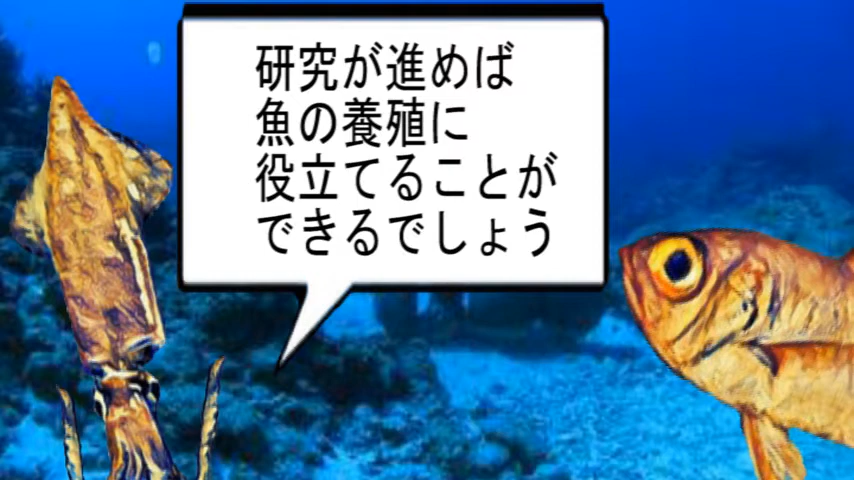 研究が進めば
魚の養殖に
役立てることが
できるでしょう